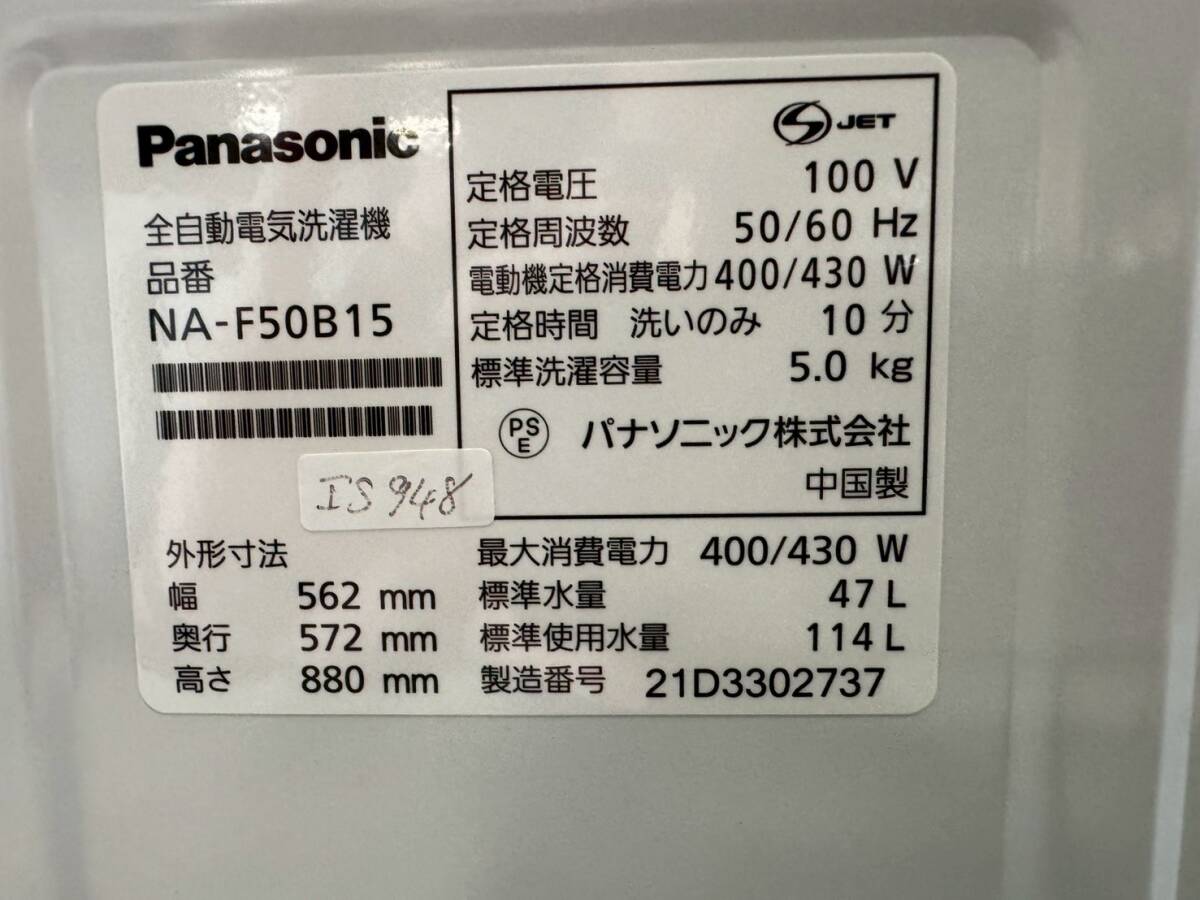 Panasonic
全自動電気洗濯機
品番
NA-F50B15
IS948
JET
定格電圧 100 V
定格周波数 50/60 Hz
電動機定格消費電力 400/430 W
定格時間 洗いのみ 10 分
標準洗濯容量 5.0 kg
PS
E
パナソニック株式会社
中国製
外形寸法
幅 562 mm
奥行 572 mm
高さ 880 mm
最大消費電力 400/430 W
標準水量 47 L
標準使用水量 114 L
製造番号 21D3302737